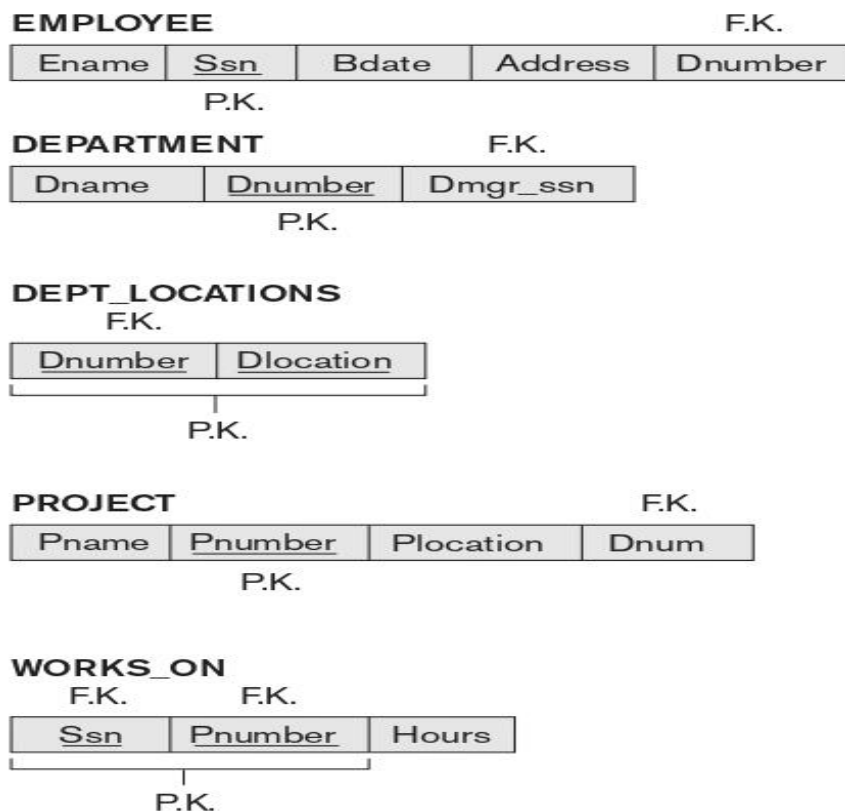 EMPLOYEE F.K.
Ename Ssn Bdate Address Dnumber
P.K.
DEPARTMENT F.K.
Dname Dnumber Dmgr_ssn
P.K.
DEPT_LOCATIONS
F.K.
Dnumber Dlocation
P.K.
PROJECT F.K.
Pname Pnumber Plocation Dnum
P.K.
WORKS_ON
F.K. F.K.
Ssn Pnumber Hours
P.K.